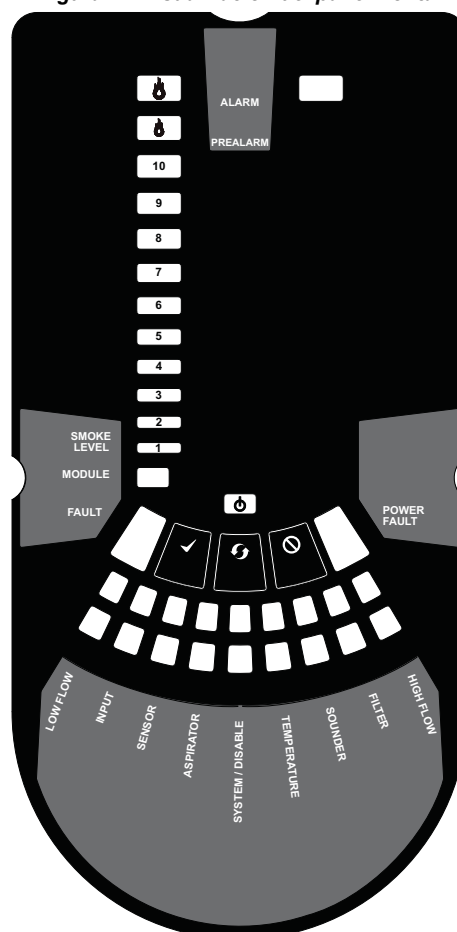 ALARM
PREALARM
10
9
8
7
6
5
4
3
2
SMOKE
LEVEL
1
MODULE
FAULT
POWER
FAULT
LOW FLOW
INPUT
SENSOR
ASPIRATOR
SYSTEM / DISABLE
TEMPERATURE
SOUNDER
FILTER
HIGH FLOW